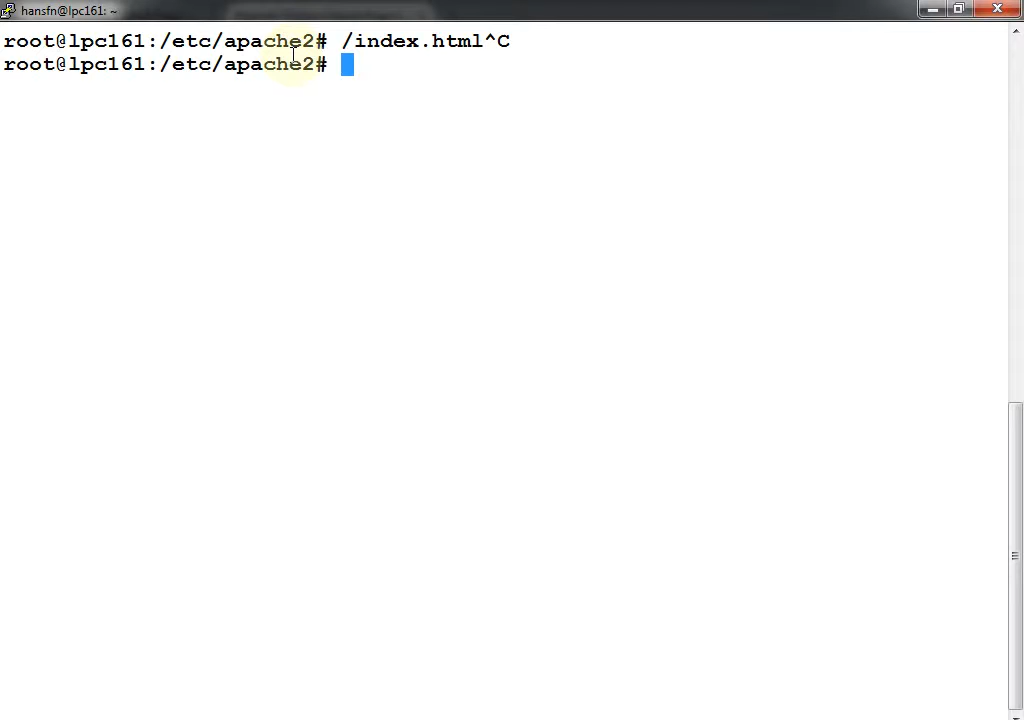 hansfn@lpc161: ~
root@lpc161:/etc/apache2# /index.html^C
root@lpc161:/etc/apache2#